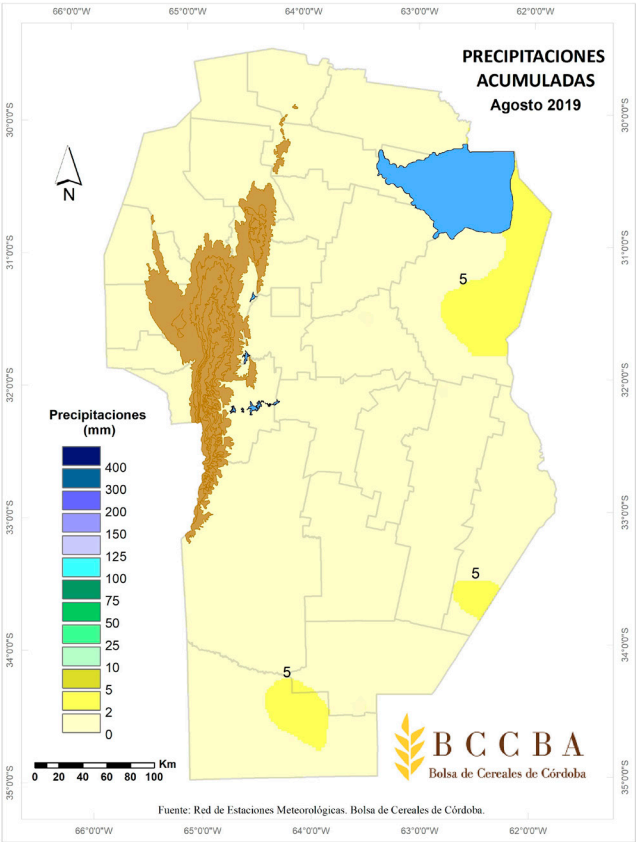 66°0'0"W 65°0'0"W 64°0'0"W 63°0'0"W 62°0'0"W
PRECIPITACIONES
ACUMULADAS
Agosto 2019
30°0'0"S 30°0'0"S
N
31°0'0"S 31°0'0"S
5
32°0'0"S 32°0'0"S
Precipitaciones
(mm)
400
300
200
150
125
100
75
50
25
10
5
2
0
33°0'0"S 33°0'0"S
5
34°0'0"S 34°0'0"S
5
BCCBA
Bolsa de Cereales de Córdoba
Km
0 20 40 60 80 100
35°0'0"S 35°0'0"S
Fuente: Red de Estaciones Meteorológicas. Bolsa de Cereales de Córdoba.
66°0'0"W 65°0'0"W 64°0'0"W 63°0'0"W 62°0'0"W